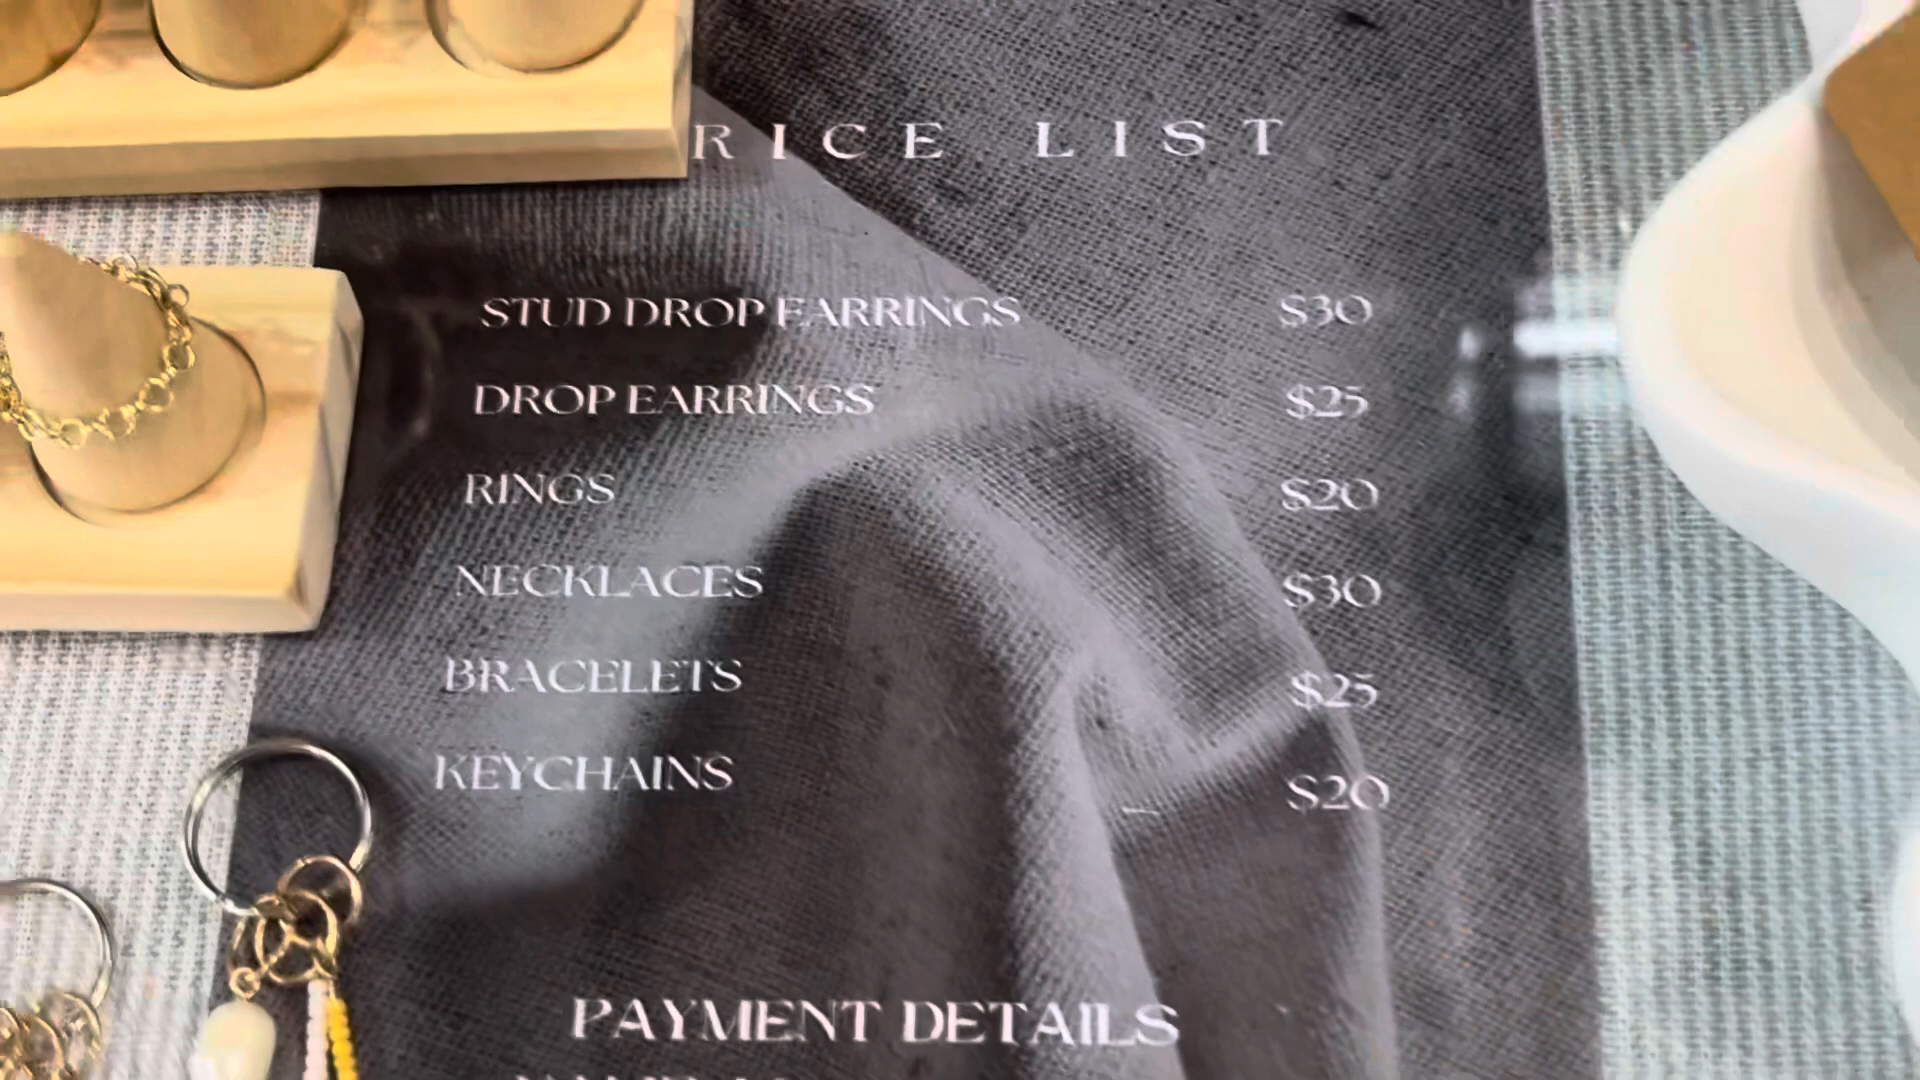 RICE LIST
STUD DROP EARRINGS $30
DROP EARRINGS $25
RINGS $20
NECKLACES $30
BRACELETS $25
KEYCHAINS $20
PAYMENT DETAILS